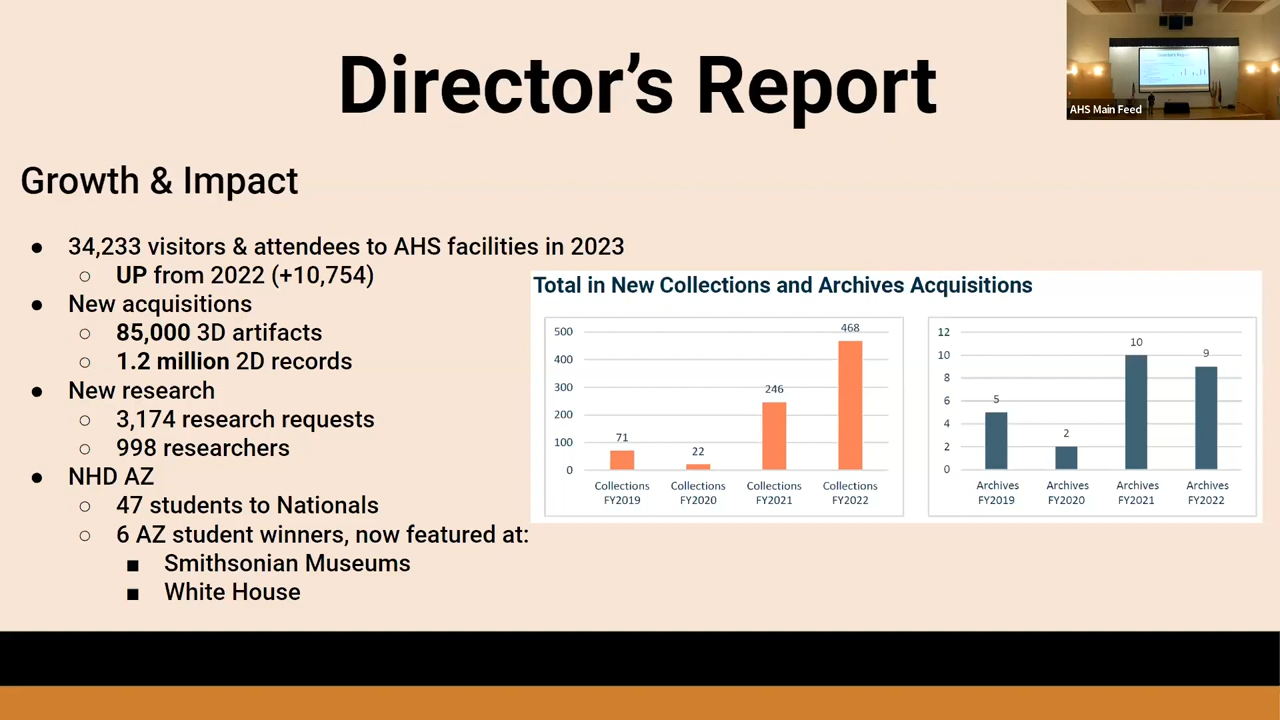 Director's Report
AHS Main Feed
Growth & Impact
● 34,233 visitors & attendees to AHS facilities in 2023
○ UP from 2022 (+10,754)
● New acquisitions
○ 85,000 3D artifacts
○ 1.2 million 2D records
● New research
○ 3,174 research requests
○ 998 researchers
● NHD AZ
○ 47 students to Nationals
○ 6 AZ student winners, now featured at:
■ Smithsonian Museums
■ White House
Total in New Collections and Archives Acquisitions
500
400
300
200
100
0
71
22
246
468
Collections FY2019
Collections FY2020
Collections FY2021
Collections FY2022
12
10
8
6
4
2
0
5
2
10
9
Archives FY2019
Archives FY2020
Archives FY2021
Archives FY2022